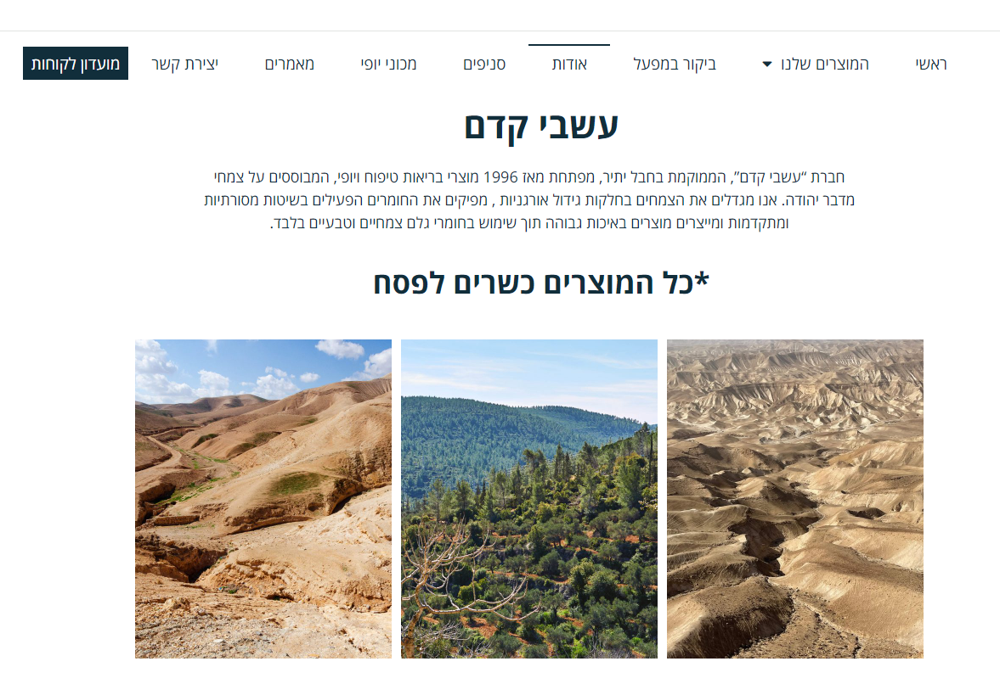 ראשי
המוצרים שלנו
ביקור במפעל
אודות
סניפים
מכוני יופי
מאמרים
יצירת קשר
מועדון לקוחות
עשבי קדם
חברת “עשבי קדם”, הממוקמת בחבל יתיר, מפתחת מאז 1996 מוצרי בריאות טיפוח ויופי, המבוססים על צמחי
מדבר יהודה. אנו מגדלים את הצמחים בחלקות גידול אורגניות , מפיקים את החומרים הפעילים בשיטות מסורתיות
ומתקדמות ומייצרים מוצרים באיכות גבוהה תוך שימוש בחומרי גלם צמחיים וטבעיים בלבד.
*כל המוצרים כשרים לפסח